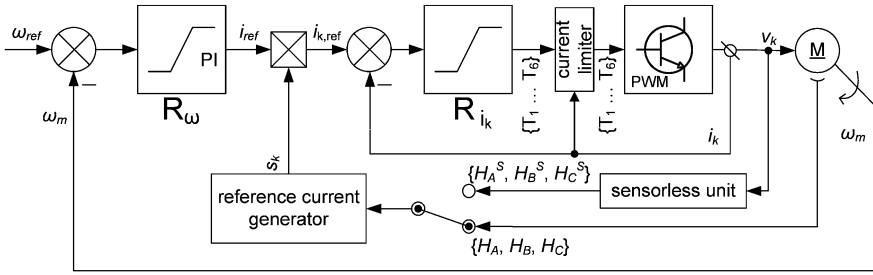 ω_ref
PI
R_ω
i_ref
i_k,ref
R_i_k
{T_1 ... T_6}
current
limiter
{T_1 ... T_6}
PWM
v_k
M
ω_m
i_k
ω_m
s_k
{H_A^S, H_B^S, H_C^S}
sensorless unit
reference current
generator
{H_A, H_B, H_C}